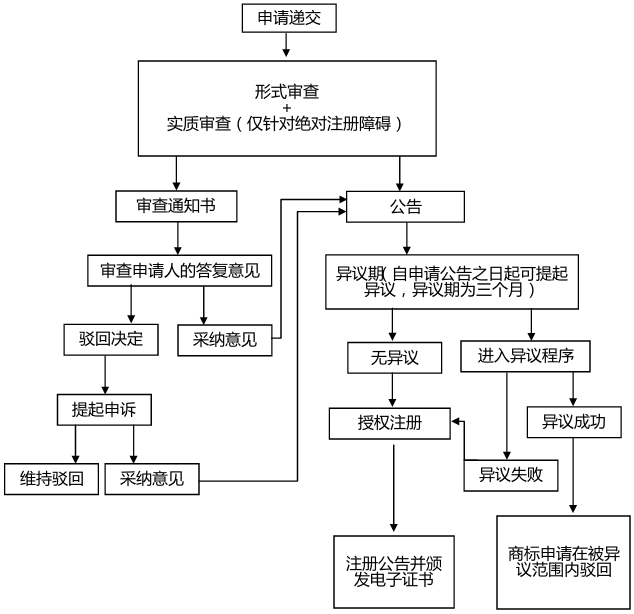 申请递交
形式审查
+
实质审查（仅针对绝对注册障碍）
审查通知书
公告
审查申请人的答复意见
异议期（自申请公告之日起可提起
异议，异议期为三个月）
驳回决定
采纳意见
无异议
进入异议程序
提起申诉
授权注册
异议成功
维持驳回
采纳意见
异议失败
注册公告并颁
发电子证书
商标申请在被异
议范围内驳回